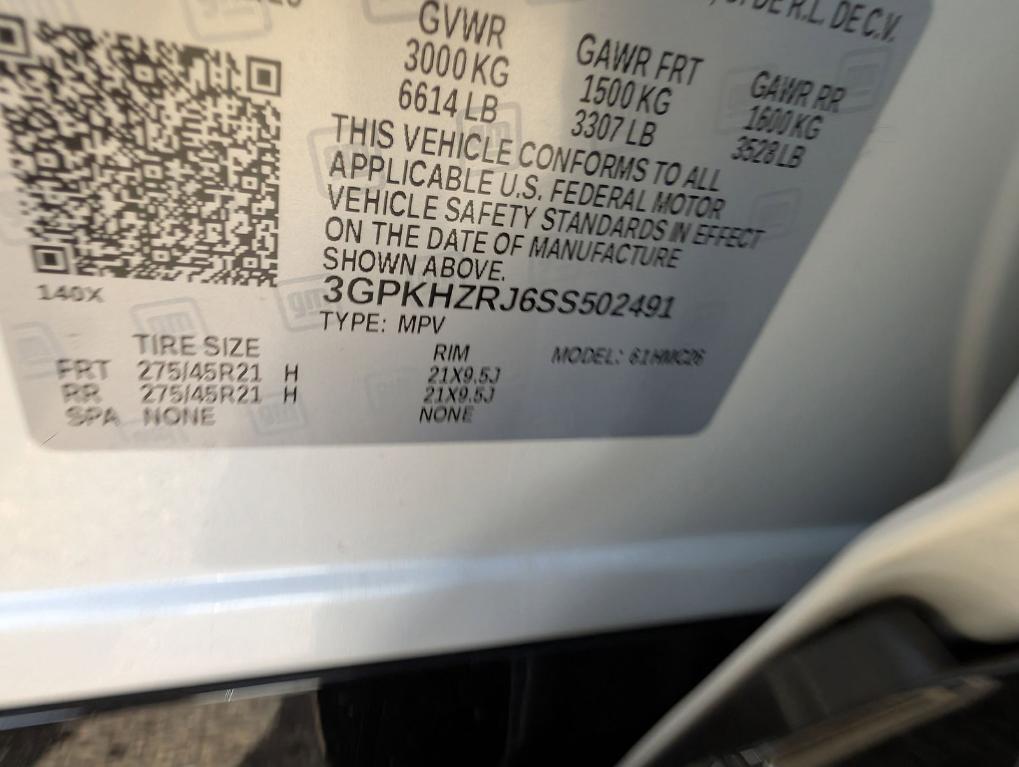 DE R.L. DE C.V.
GVWR
3000 KG
6614 LB
GAWR FRT
1500 KG
3307 LB
GAWR RR
1600 KG
3528 LB
THIS VEHICLE CONFORMS TO ALL
APPLICABLE U.S. FEDERAL MOTOR
VEHICLE SAFETY STANDARDS IN EFFECT
ON THE DATE OF MANUFACTURE
SHOWN ABOVE.
3GPKHZRJ6SS502491
140X
TYPE: MPV
TIRE SIZE RIM MODEL: 61HMC26
FRT 275/45R21 H 21X9.5J
RR 275/45R21 H 21X9.5J
SPA NONE NONE
gm